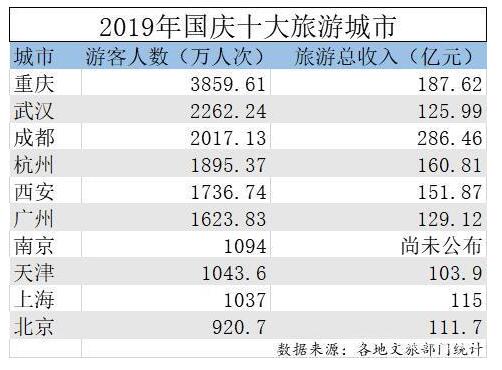 2019年国庆十大旅游城市
城市 游客人数（万人次） 旅游总收入（亿元）
重庆 3859.61 187.62
武汉 2262.24 125.99
成都 2017.13 286.46
杭州 1895.37 160.81
西安 1736.74 151.87
广州 1623.83 129.12
南京 1094 尚未公布
天津 1043.6 103.9
上海 1037 115
北京 920.7 111.7
数据来源：各地文旅部门统计